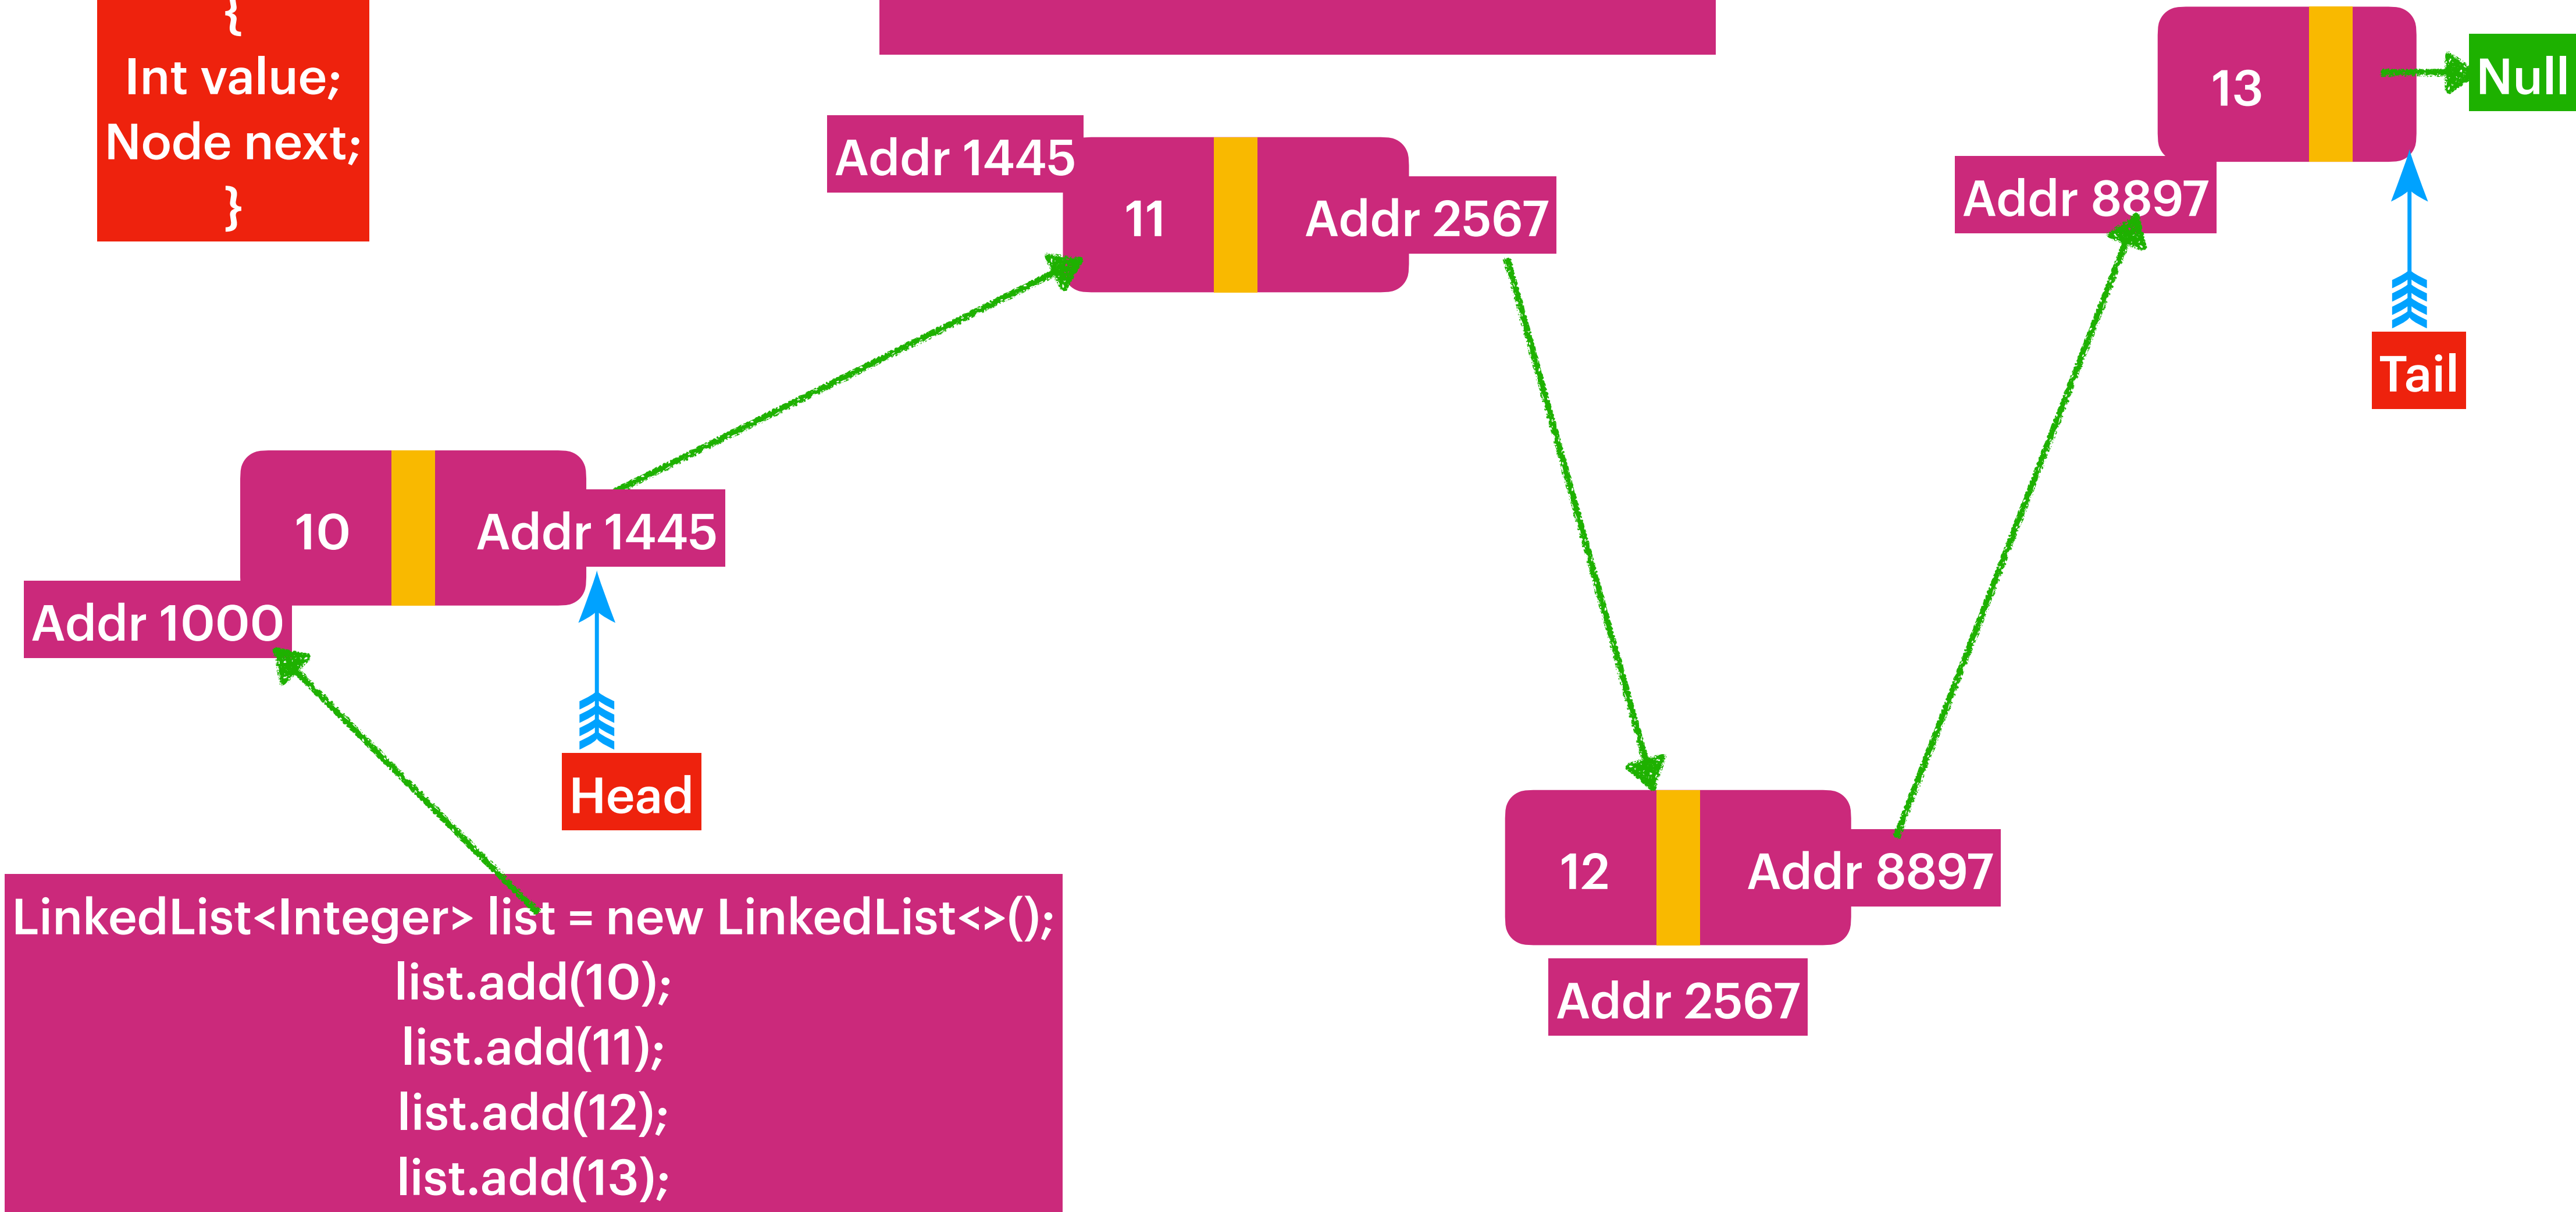 {
Int value;
Node next;
}
13
Null
Addr 1445
11
Addr 2567
Addr 8897
Tail
10
Addr 1445
Addr 1000
Head
12
Addr 8897
Addr 2567
LinkedList<Integer> list = new LinkedList<>();
list.add(10);
list.add(11);
list.add(12);
list.add(13);